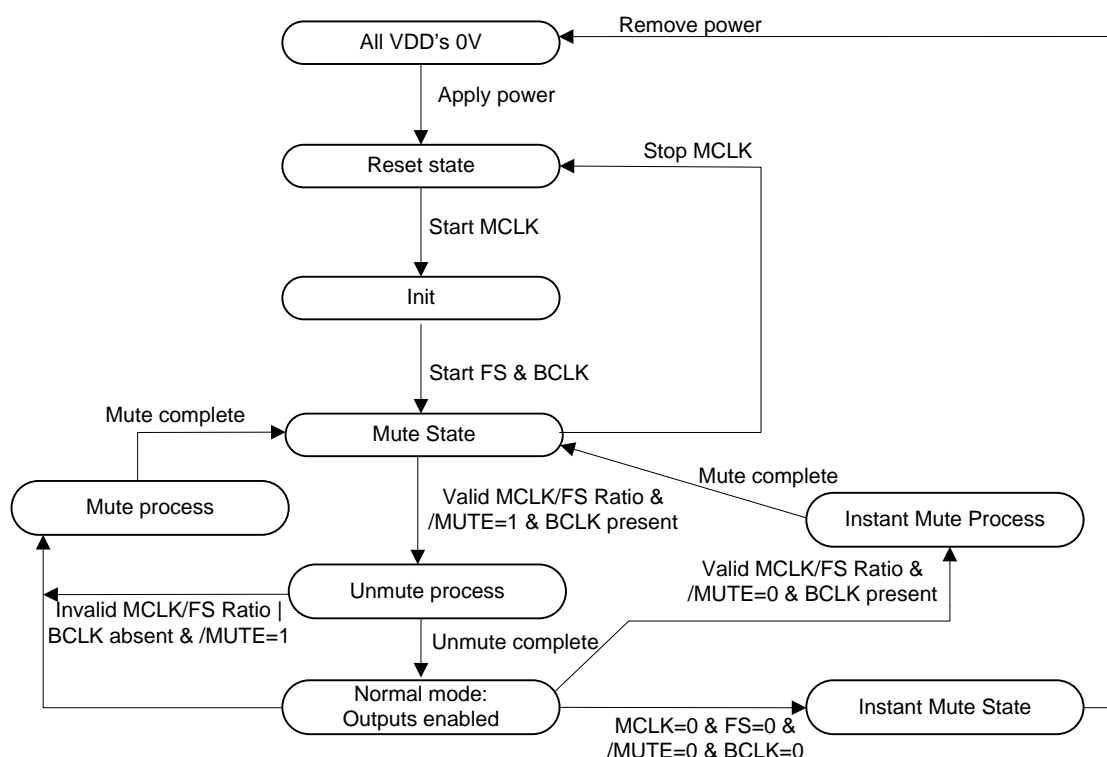 All VDD's 0V
Remove power
Apply power
Reset state
Stop MCLK
Start MCLK
Init
Start FS & BCLK
Mute complete
Mute State
Mute complete
Mute process
Valid MCLK/FS Ratio &
/MUTE=1 & BCLK present
Instant Mute Process
Unmute process
Valid MCLK/FS Ratio &
/MUTE=0 & BCLK present
Invalid MCLK/FS Ratio |
BCLK absent & /MUTE=1
Unmute complete
Normal mode:
Outputs enabled
Instant Mute State
MCLK=0 & FS=0 &
/MUTE=0 & BCLK=0